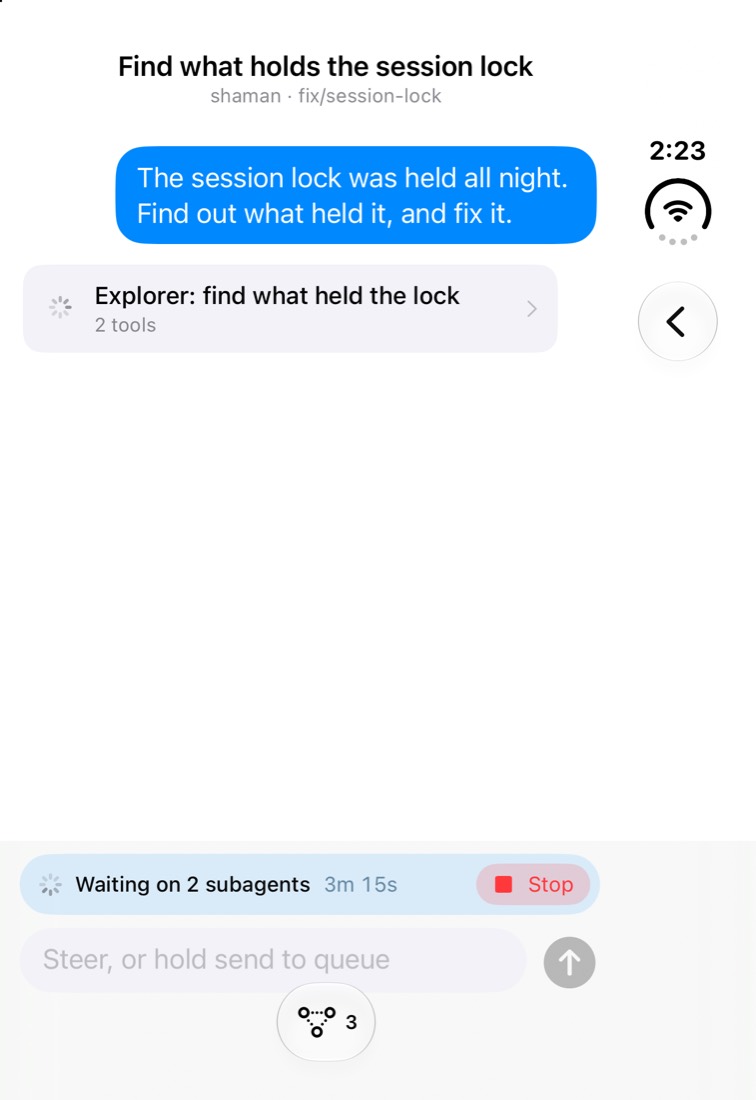 Find what holds the session lock
shaman · fix/session-lock
2:23
The session lock was held all night.
Find out what held it, and fix it.
Explorer: find what held the lock
2 tools
Waiting on 2 subagents 3m 15s
Stop
Steer, or hold send to queue
3